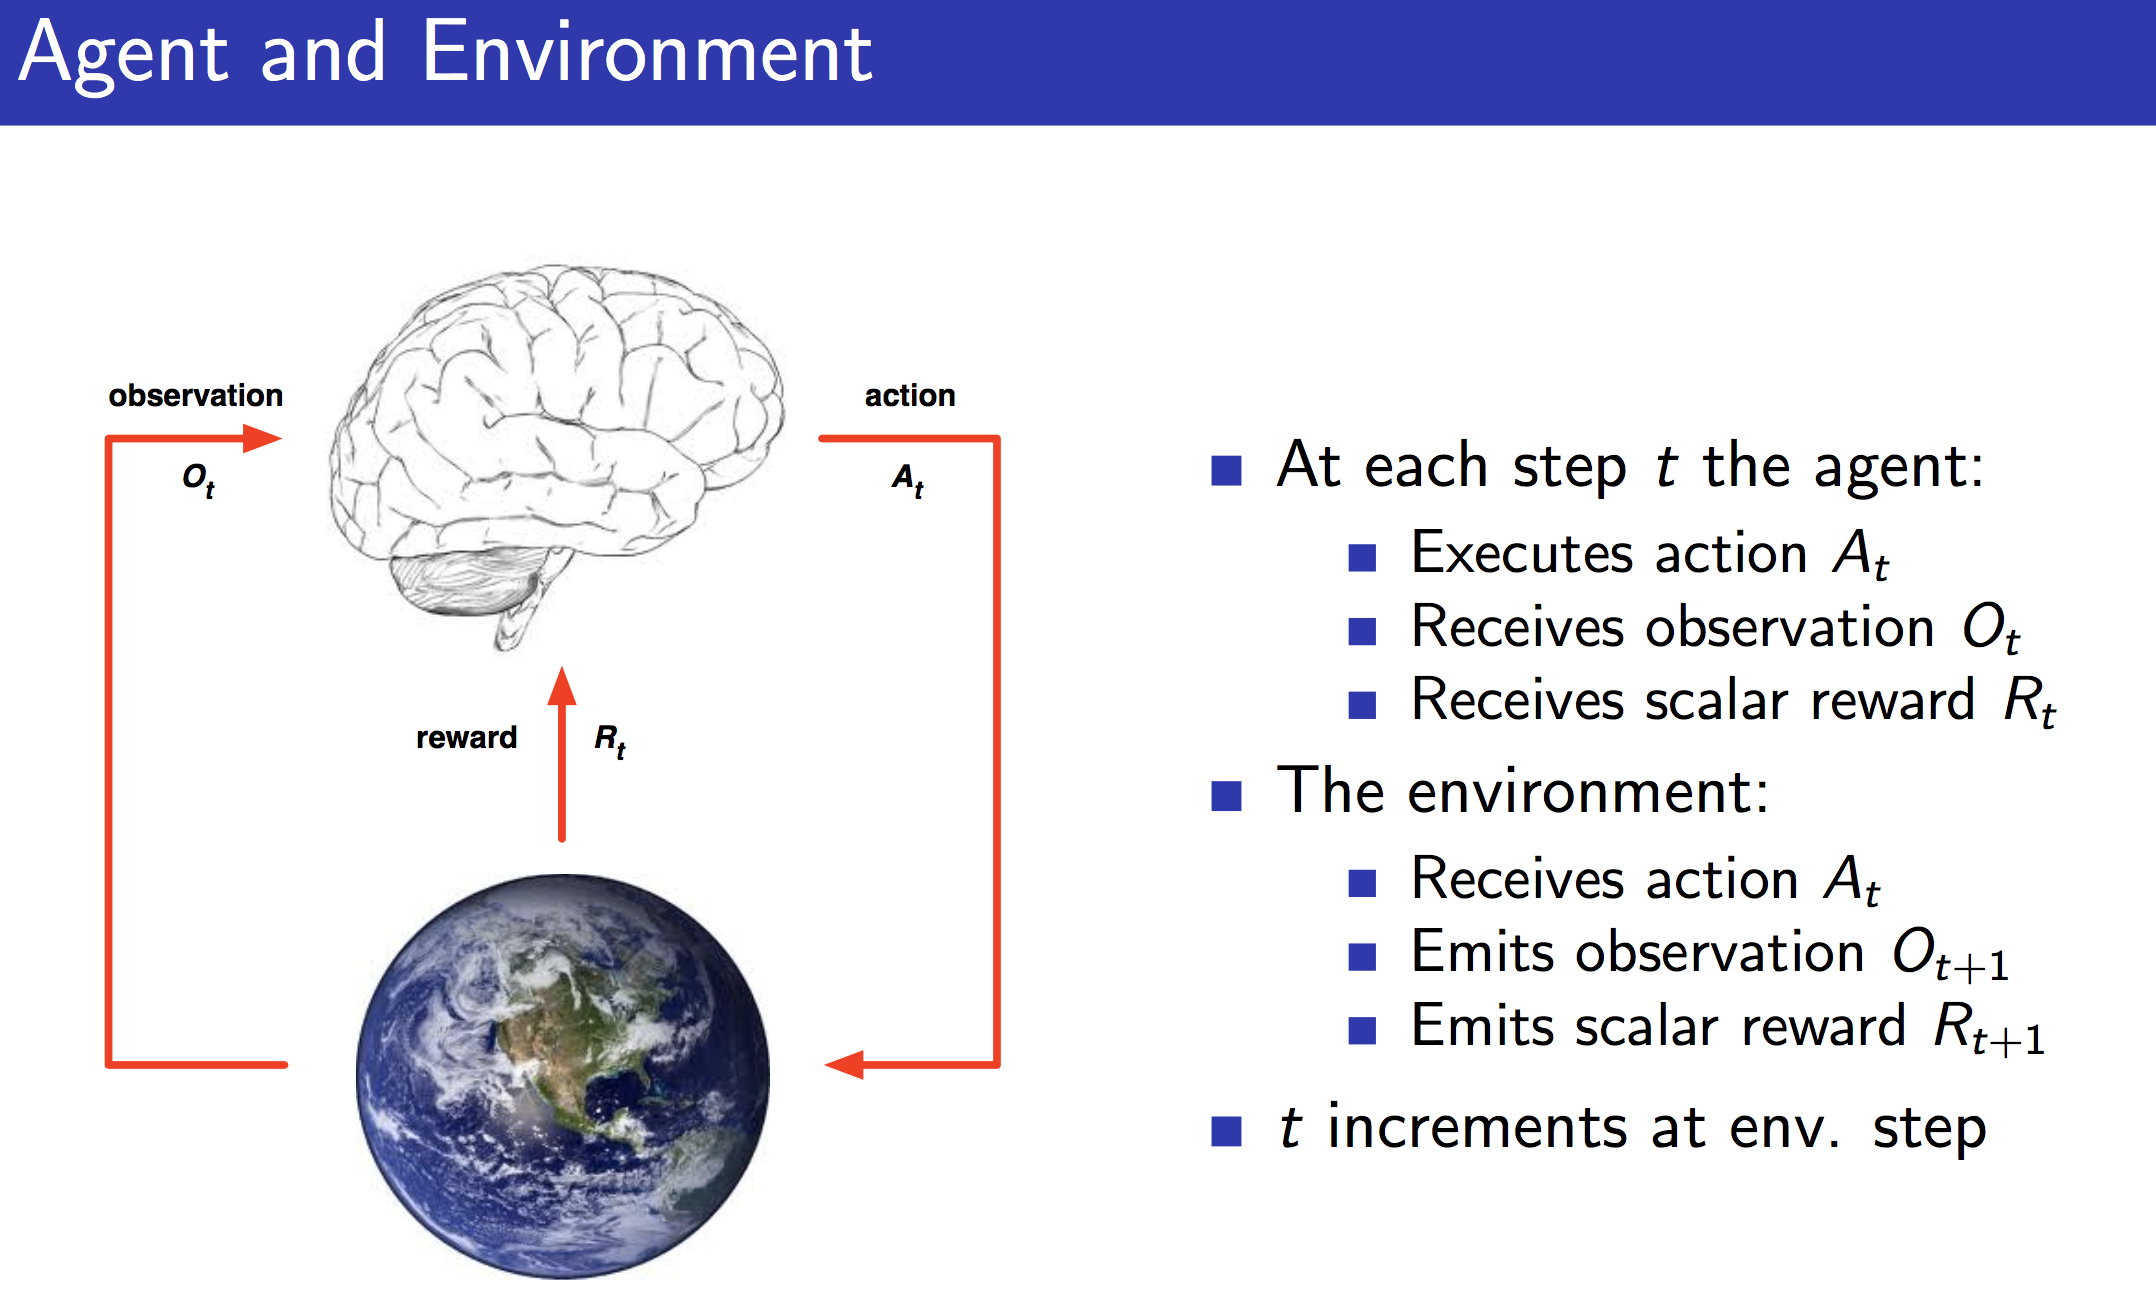 Agent and Environment
observation
O_t
action
A_t
reward
R_t
At each step t the agent:
Executes action A_t
Receives observation O_t
Receives scalar reward R_t
The environment:
Receives action A_t
Emits observation O_{t+1}
Emits scalar reward R_{t+1}
t increments at env. step